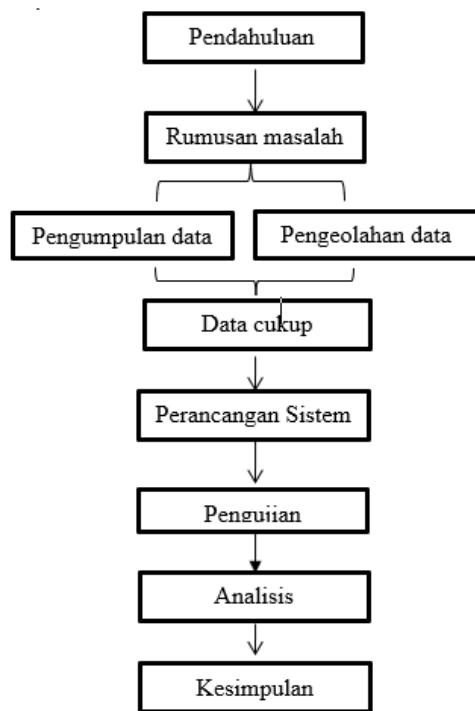 Pendahuluan
Rumusan masalah
Pengumpulan data
Pengeolahan data
Data cukup
Perancangan Sistem
Pengujian
Analisis
Kesimpulan